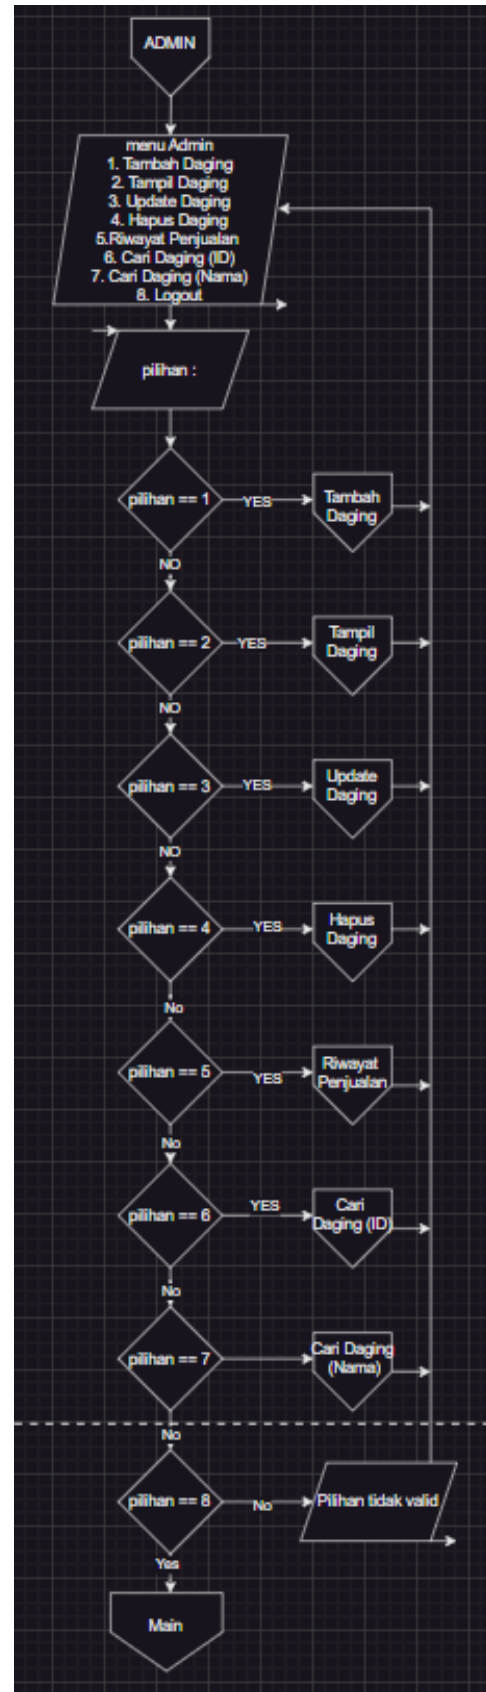 ADMIN
menu Admin
1. Tambah Daging
2. Tampil Daging
3. Update Daging
4. Hapus Daging
5.Riwayat Penjualan
6. Cari Daging (ID)
7. Cari Daging (Nama)
8. Logout
pilihan :
pilihan == 1
YES
Tambah
Daging
NO
pilihan == 2
YES
Tampil
Daging
NO
pilihan == 3
YES
Update
Daging
NO
pilihan == 4
YES
Hapus
Daging
No
pilihan == 5
YES
Riwayat
Penjualan
No
pilihan == 6
YES
Cari
Daging (ID)
No
pilihan == 7
Cari Daging
(Nama)
No
pilihan == 8
No
Pilihan tidak valid
Yes
Main